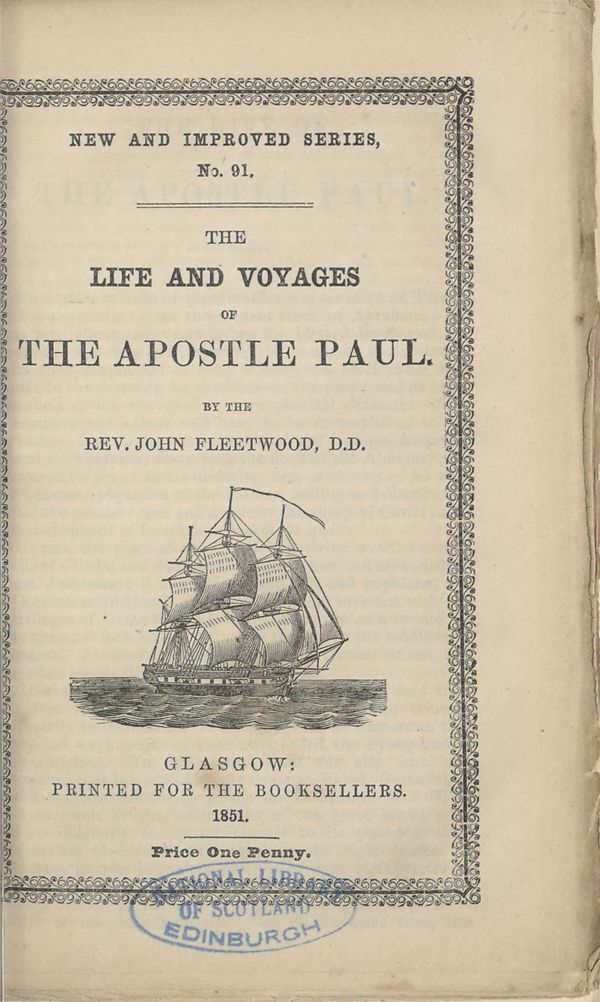 NEW AND IMPROVED SERIES,
No. 91.
THE
LIFE AND VOYAGES
OF
THE APOSTLE PAUL.
BY THE
REV. JOHN FLEETWOOD, D.D.
GLASGOW:
PRINTED FOR THE BOOKSELLERS.
1851.
Price One Penny.
NATIONAL LIBRARY
OF SCOTLAND
EDINBURGH